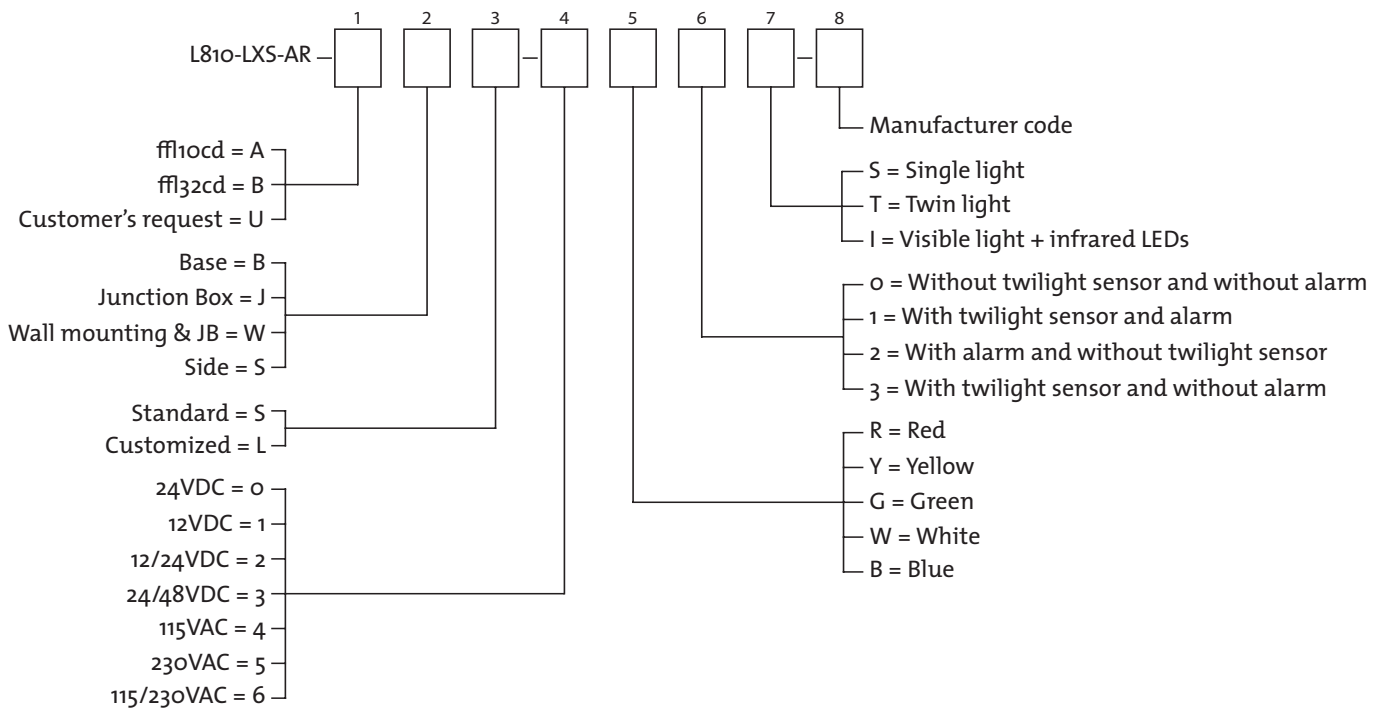 1 2 3 4 5 6 7 8
L810-LXS-AR – – –
ffl10cd = A
ffl32cd = B
Customer's request = U
Base = B
Junction Box = J
Wall mounting & JB = W
Side = S
Standard = S
Customized = L
24VDC = 0
12VDC = 1
12/24VDC = 2
24/48VDC = 3
115VAC = 4
230VAC = 5
115/230VAC = 6
Manufacturer code
S = Single light
T = Twin light
I = Visible light + infrared LEDs
0 = Without twilight sensor and without alarm
1 = With twilight sensor and alarm
2 = With alarm and without twilight sensor
3 = With twilight sensor and without alarm
R = Red
Y = Yellow
G = Green
W = White
B = Blue